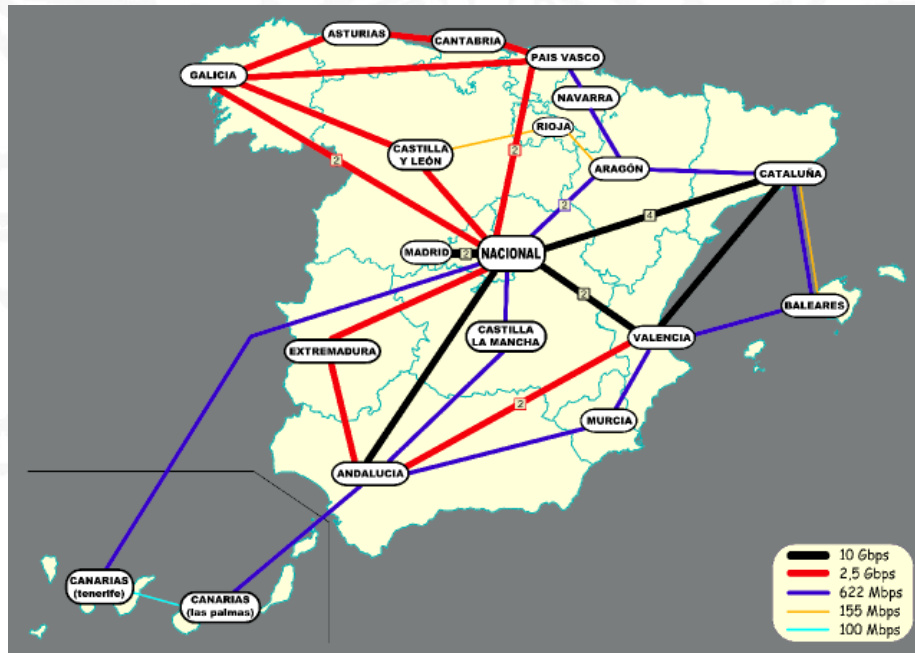 ASTURIAS
CANTABRIA
PAIS VASCO
GALICIA
NAVARRA
RIOJA
CASTILLA
Y LEÓN
2
2
ARAGÓN
CATALUÑA
2
4
MADRID
2
NACIONAL
2
BALEARES
CASTILLA
LA MANCHA
VALENCIA
EXTREMADURA
2
MURCIA
ANDALUCIA
CANARIAS
(tenerife)
CANARIAS
(las palmas)
10 Gbps
2,5 Gbps
622 Mbps
155 Mbps
100 Mbps